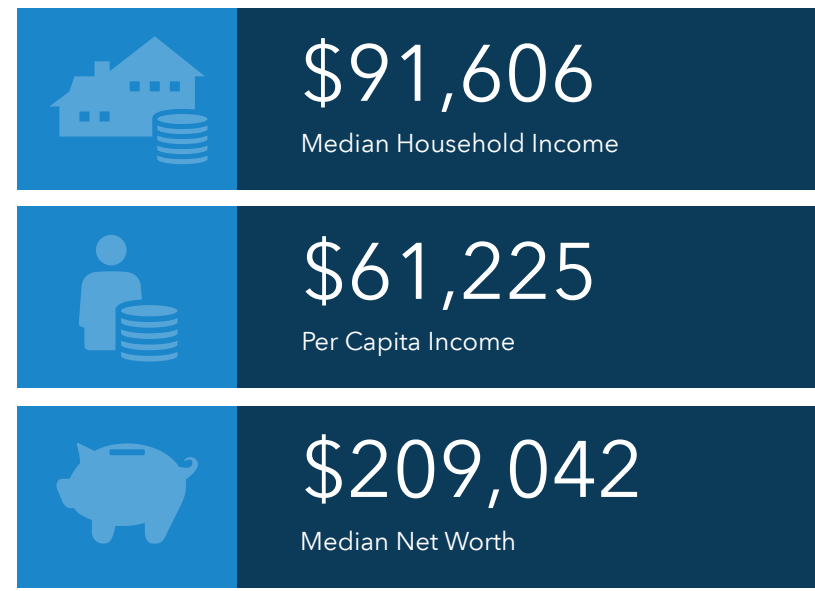 $91,606
Median Household Income
$61,225
Per Capita Income
$209,042
Median Net Worth